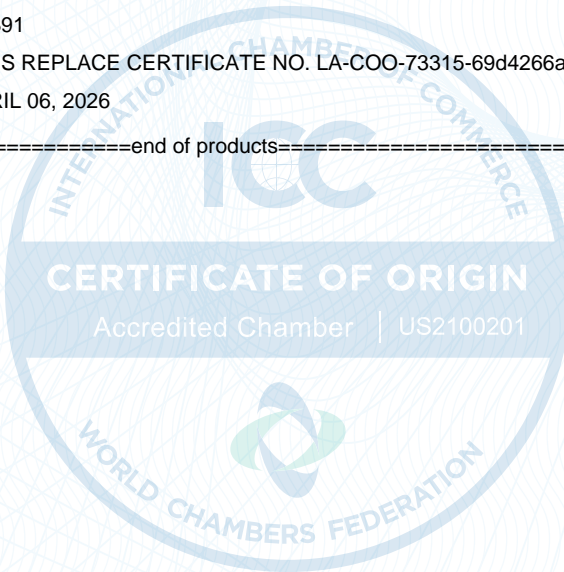 91
S REPLACE CERTIFICATE NO. LA-COO-73315-69d4266a
RIL 06, 2026
===========end of products=======================
INTERNATIONAL CHAMBER OF COMMERCE
ICC
CERTIFICATE OF ORIGIN
Accredited Chamber | US2100201
WORLD CHAMBERS FEDERATION